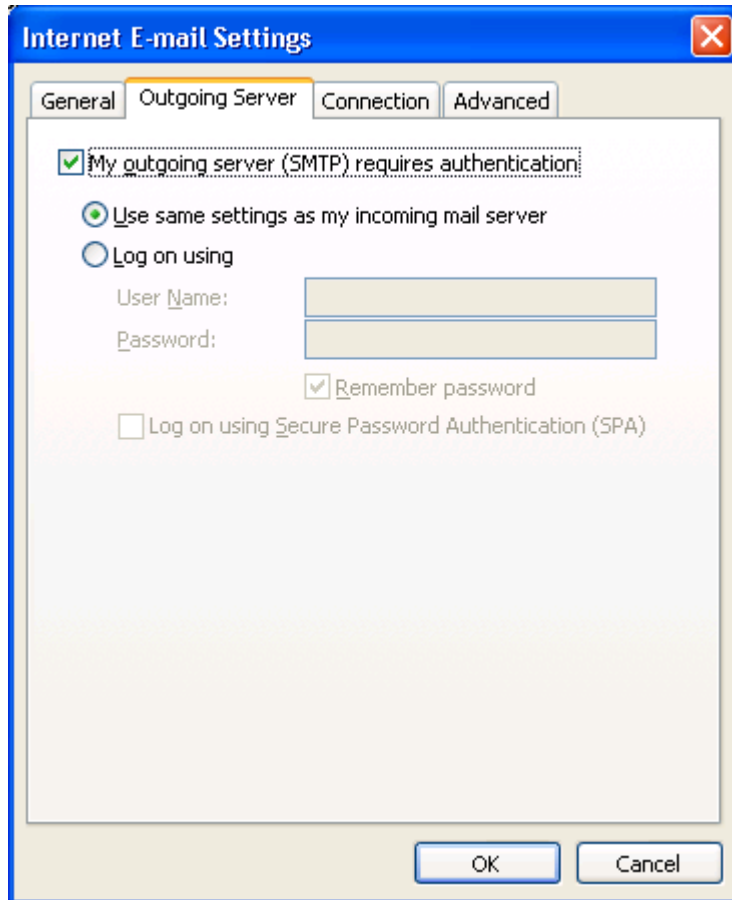 Internet E-mail Settings
General Outgoing Server Connection Advanced
My outgoing server (SMTP) requires authentication
Use same settings as my incoming mail server
Log on using
User Name:
Password:
Remember password
Log on using Secure Password Authentication (SPA)
OK Cancel